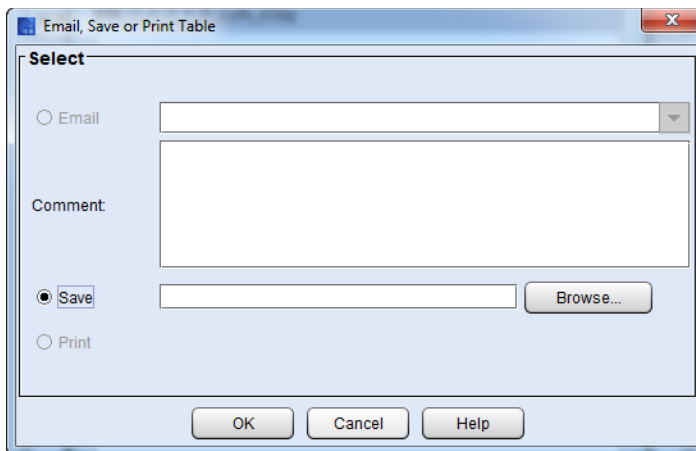 Email, Save or Print Table
Select
Email
Comment:
Save
Browse...
Print
OK
Cancel
Help